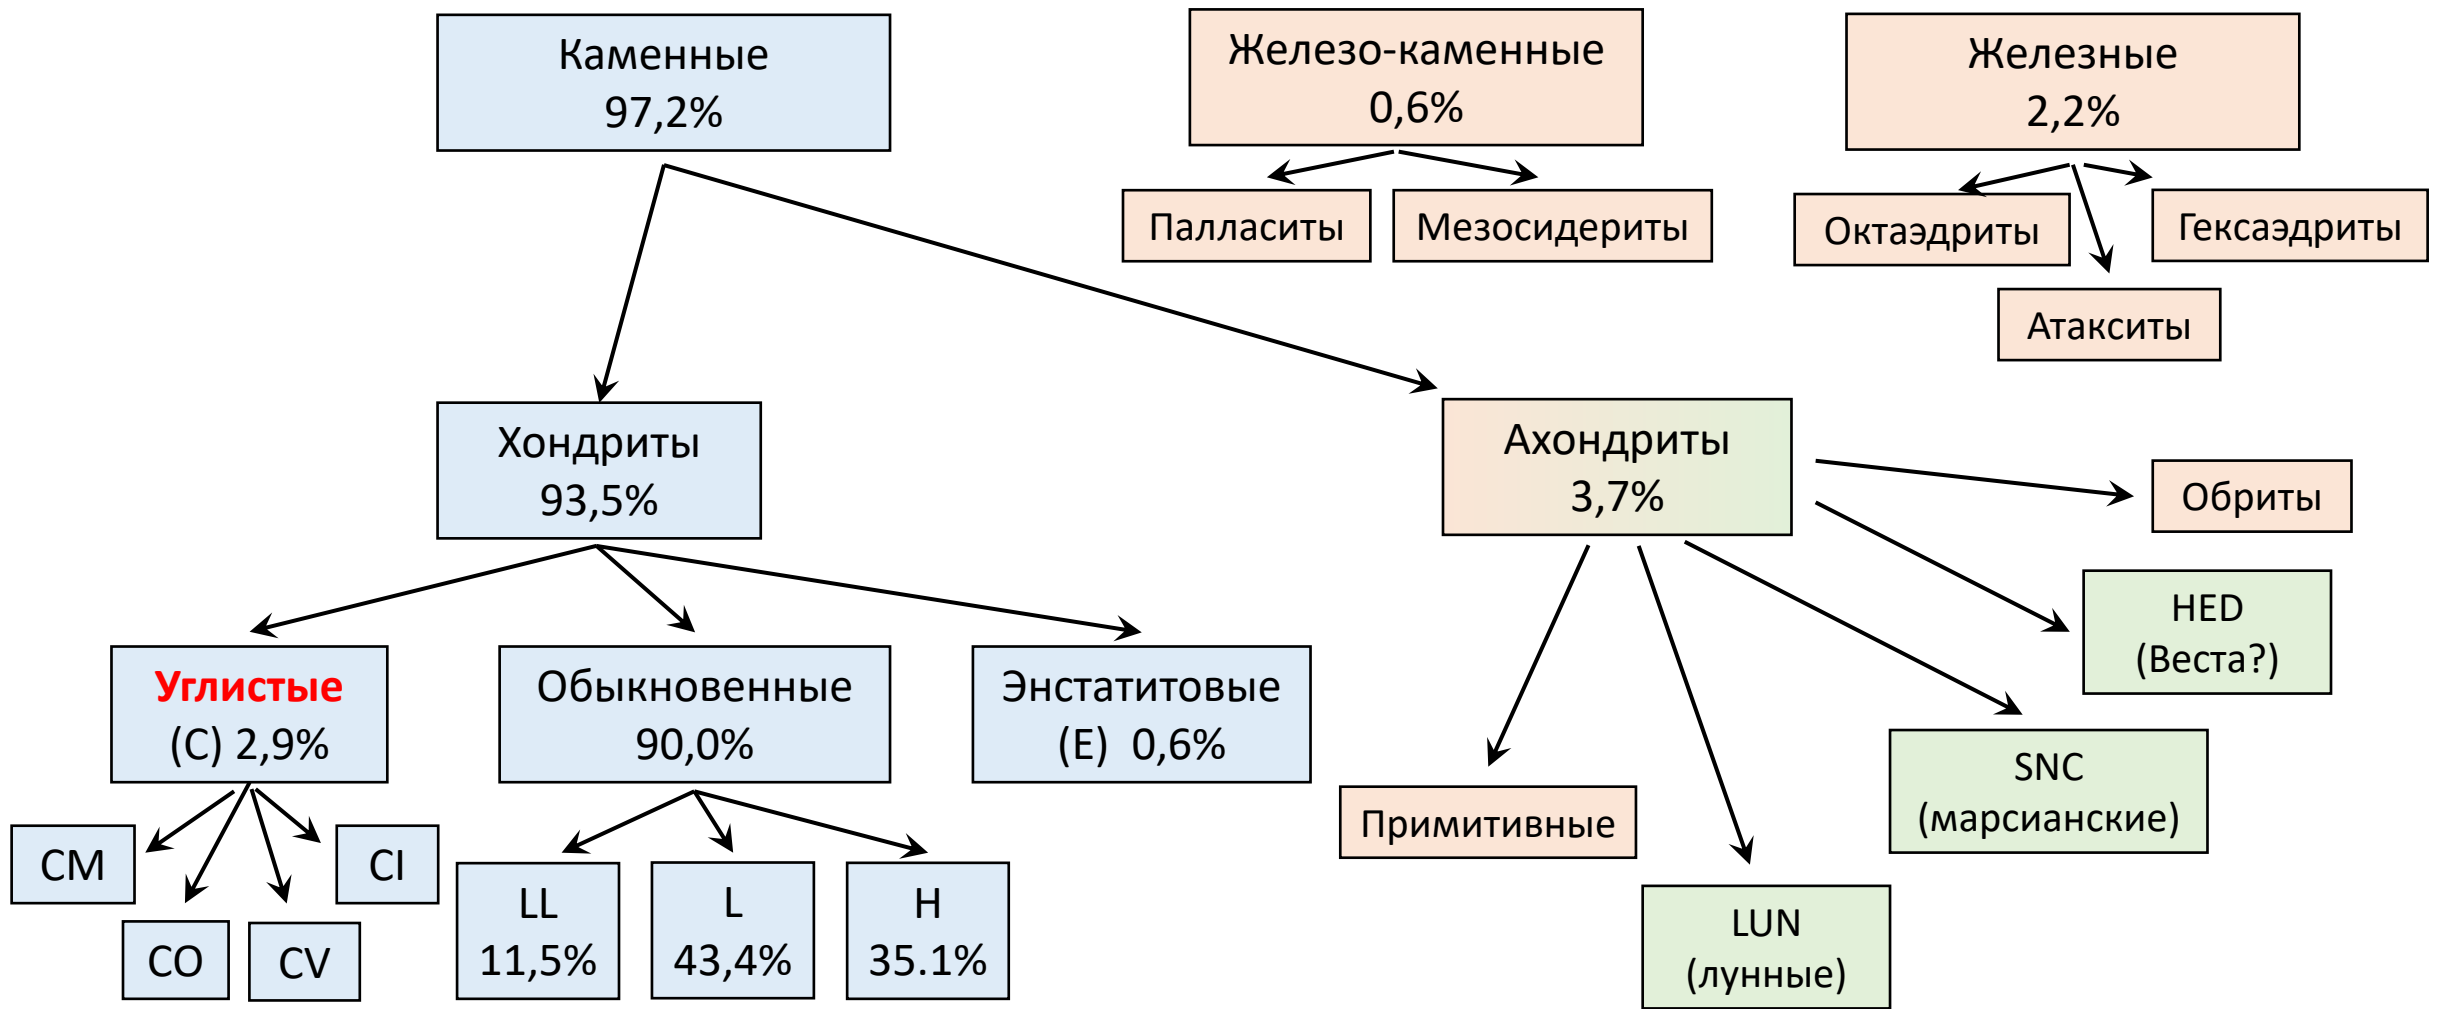 Каменные
97,2%
Железо-каменные
0,6%
Железные
2,2%
Палласиты
Мезосидериты
Октаэдриты
Гексаэдриты
Атакситы
Хондриты
93,5%
Ахондриты
3,7%
Обриты
HED
(Веста?)
Углистые
(C) 2,9%
Обыкновенные
90,0%
Энстатитовые
(E) 0,6%
SNC
(марсианские)
Примитивные
CM
CI
CO
CV
LL
11,5%
L
43,4%
H
35.1%
LUN
(лунные)